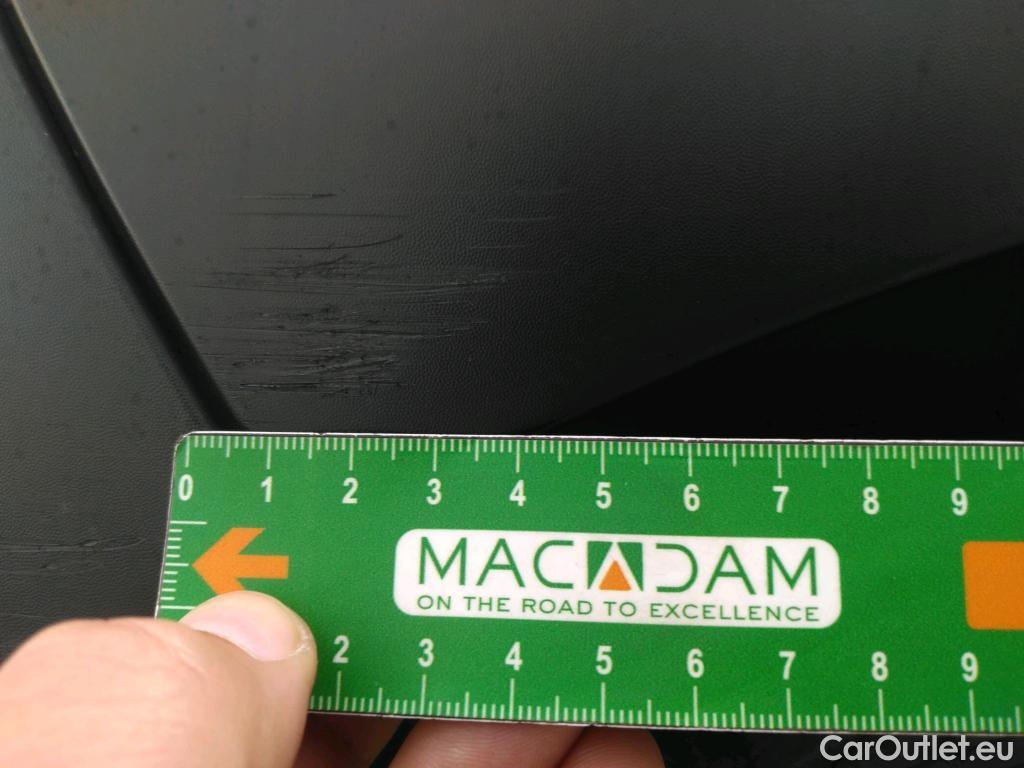 0 1 2 3 4 5 6 7 8 9
MACADAM
ON THE ROAD TO EXCELLENCE
2 3 4 5 6 7 8 9
CarOutlet.eu